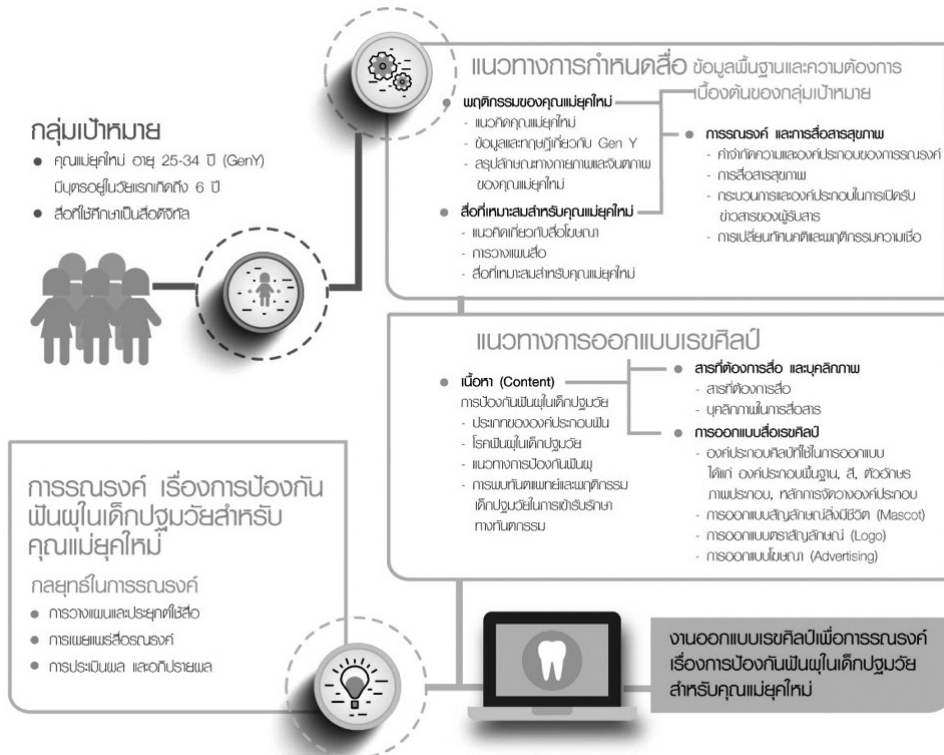 กลุ่มเป้าหมาย
● คุณแม่ยุคใหม่ อายุ 25-34 ปี (GenY)
มีบุตรอยู่ในวัยแรกเกิดถึง 6 ปี
● สื่อที่ใช้ศึกษาเป็นสื่อดิจิทัล
แนวทางการกำหนดสื่อ ข้อมูลพื้นฐานและความต้องการ
เบื้องต้นของกลุ่มเป้าหมาย
● พฤติกรรมของคุณแม่ยุคใหม่
- แนวคิดคุณแม่ยุคใหม่
- ข้อมูลและทฤษฎีเกี่ยวกับ Gen Y
- สรุปลักษณะทางกายภาพและจิตภาพ
ของคุณแม่ยุคใหม่
● สื่อที่เหมาะสมสำหรับคุณแม่ยุคใหม่
- แนวคิดเกี่ยวกับสื่อโฆษณา
- การวางแผนสื่อ
- สื่อที่เหมาะสมสำหรับคุณแม่ยุคใหม่
● การรณรงค์ และการสื่อสารสุขภาพ
- คำจำกัดความและองค์ประกอบของการรณรงค์
- การสื่อสารสุขภาพ
- กระบวนการและองค์ประกอบในการเปิดรับ
ข่าวสารของผู้รับสาร
- การเปลี่ยนทัศนคติและพฤติกรรมความเชื่อ
แนวทางการออกแบบเรขศิลป์
● เนื้อหา (Content)
การป้องกันฟันผุในเด็กปฐมวัย
- ประเภทขององค์ประกอบฟัน
- โรคฟันผุในเด็กปฐมวัย
- แนวทางการป้องกันฟันผุ
- การพบทันตแพทย์และพฤติกรรม
เด็กปฐมวัยในการเข้ารับรักษา
ทางทันตกรรม
● สารที่ต้องการสื่อ และบุคลิกภาพ
- สารที่ต้องการสื่อ
- บุคลิกภาพในการสื่อสาร
● การออกแบบสื่อเรขศิลป์
- องค์ประกอบศิลป์ที่ใช้ในการออกแบบ
ได้แก่ องค์ประกอบพื้นฐาน, สี, ตัวอักษร
ภาพประกอบ, หลักการจัดวางองค์ประกอบ
- การออกแบบสัญลักษณ์สิ่งมีชีวิต (Mascot)
- การออกแบบตราสัญลักษณ์ (Logo)
- การออกแบบโฆษณา (Advertising)
การรณรงค์ เรื่องการป้องกัน
ฟันผุในเด็กปฐมวัยสำหรับ
คุณแม่ยุคใหม่
กลยุทธ์ในการรณรงค์
● การวางแผนและประยุกต์ใช้สื่อ
● การเผยแพร่สื่อรณรงค์
● การประเมินผล และอภิปรายผล
งานออกแบบเรขศิลป์เพื่อการรณรงค์
เรื่องการป้องกันฟันผุในเด็กปฐมวัย
สำหรับคุณแม่ยุคใหม่